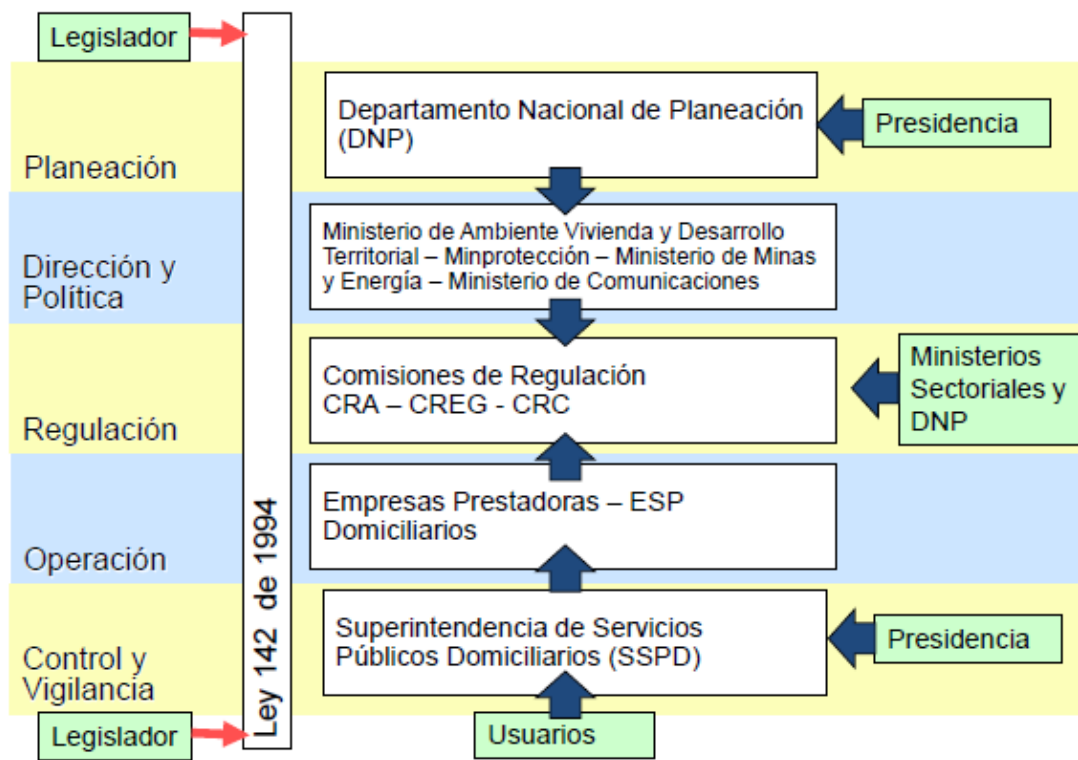 Legislador
Departamento Nacional de Planeación
(DNP)
Presidencia
Planeación
Ministerio de Ambiente Vivienda y Desarrollo
Territorial – Minprotección – Ministerio de Minas
y Energía – Ministerio de Comunicaciones
Dirección y
Política
Comisiones de Regulación
CRA – CREG - CRC
Ministerios
Sectoriales y
DNP
Regulación
Empresas Prestadoras – ESP
Domiciliarios
Operación
Ley 142 de 1994
Superintendencia de Servicios
Públicos Domiciliarios (SSPD)
Presidencia
Control y
Vigilancia
Legislador
Usuarios